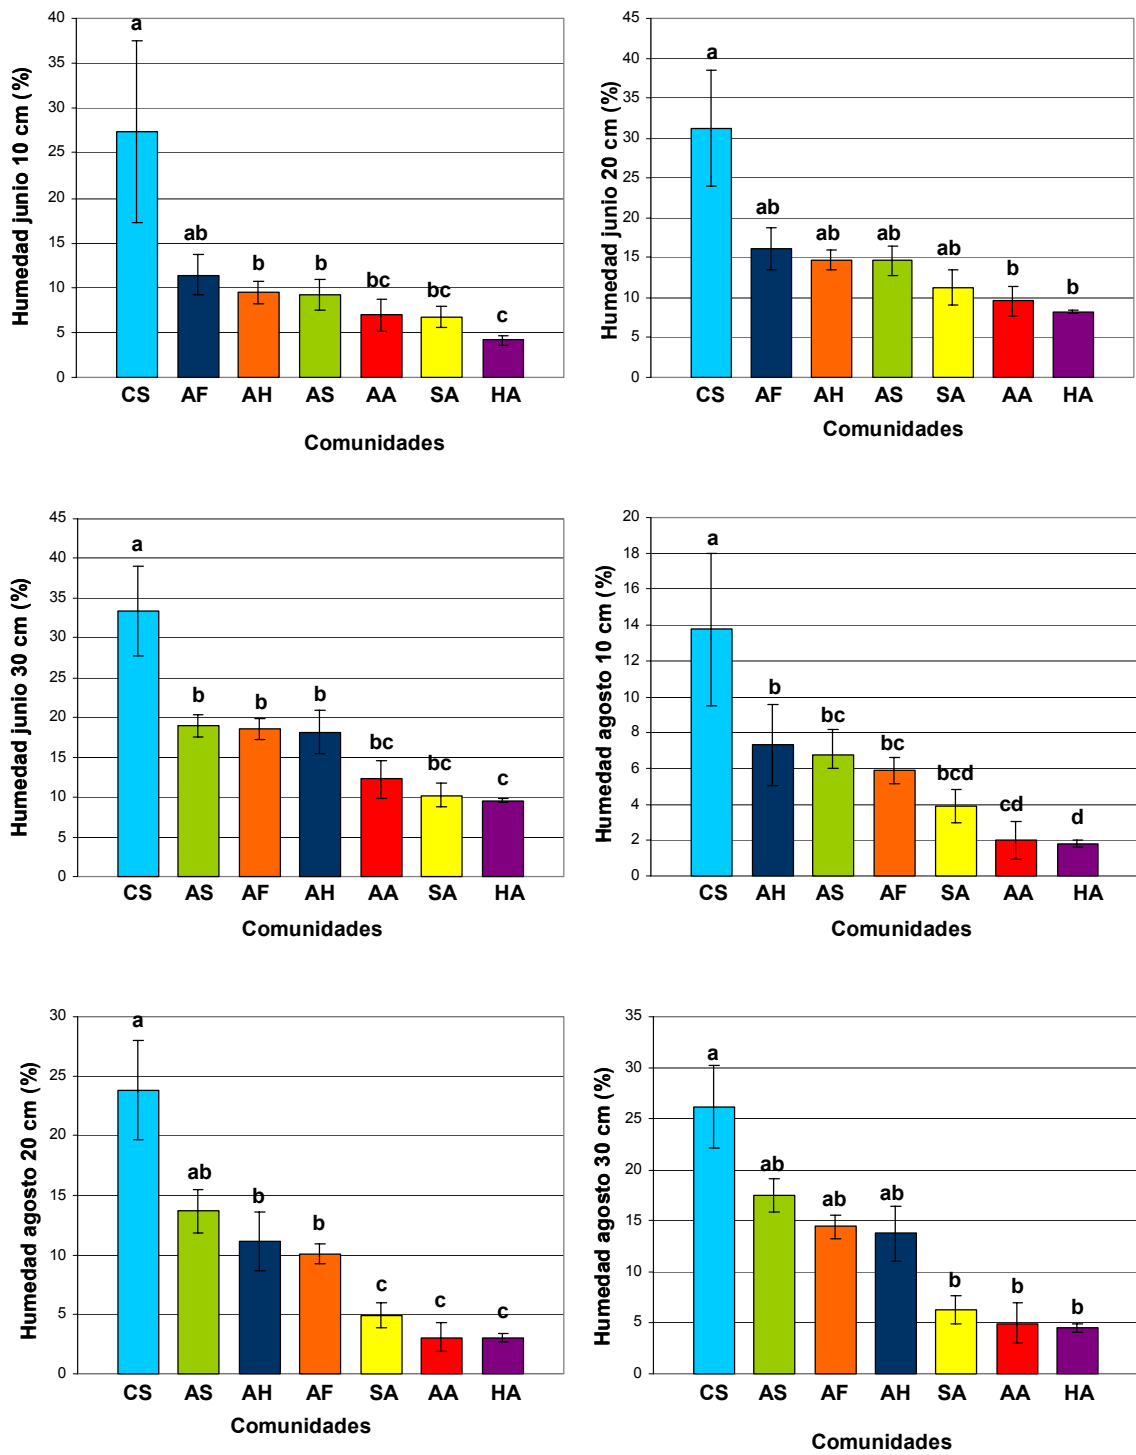 Humedad junio 10 cm (%)
40
35
30
25
20
15
10
5
0
a
ab
b
b
bc
bc
c
CS AF AH AS AA SA HA
Comunidades
Humedad junio 20 cm (%)
45
40
35
30
25
20
15
10
5
0
a
ab
ab
ab
ab
b
b
CS AF AH AS SA AA HA
Comunidades
Humedad junio 30 cm (%)
45
40
35
30
25
20
15
10
5
0
a
b
b
b
bc
bc
c
CS AS AF AH AA SA HA
Comunidades
Humedad agosto 10 cm (%)
20
18
16
14
12
10
8
6
4
2
0
a
b
bc
bc
bcd
cd
d
CS AH AS AF SA AA HA
Comunidades
Humedad agosto 20 cm (%)
30
25
20
15
10
5
0
a
ab
b
b
c
c
c
CS AS AH AF SA AA HA
Comunidades
Humedad agosto 30 cm (%)
35
30
25
20
15
10
5
0
a
ab
ab
ab
b
b
b
CS AS AF AH SA AA HA
Comunidades